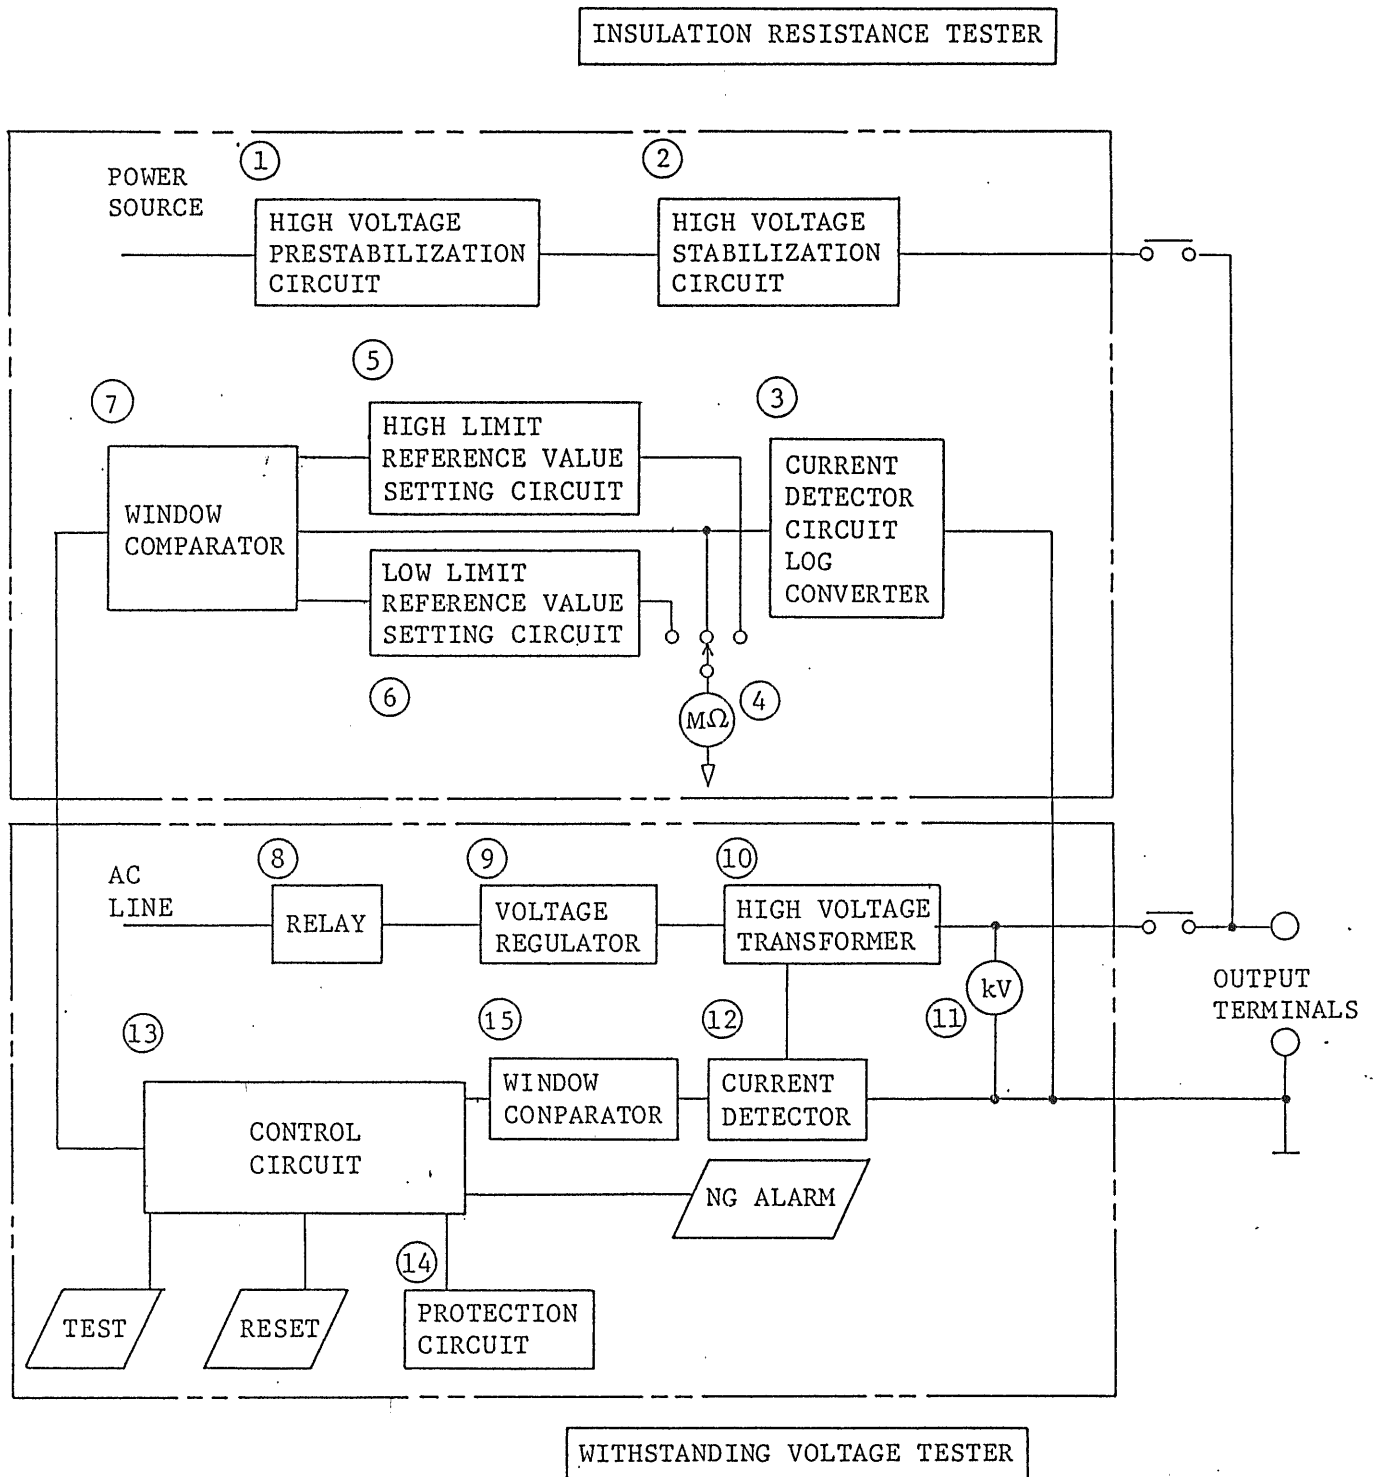 INSULATION RESISTANCE TESTER
①
②
POWER
SOURCE
HIGH VOLTAGE
PRESTABILIZATION
CIRCUIT
HIGH VOLTAGE
STABILIZATION
CIRCUIT
⑤
⑦
③
HIGH LIMIT
REFERENCE VALUE
SETTING CIRCUIT
CURRENT
DETECTOR
CIRCUIT
LOG
CONVERTER
WINDOW
COMPARATOR
LOW LIMIT
REFERENCE VALUE
SETTING CIRCUIT
⑥
④
MΩ
⑧
⑨
⑩
AC
LINE
RELAY
VOLTAGE
REGULATOR
HIGH VOLTAGE
TRANSFORMER
kV
OUTPUT
TERMINALS
⑬
⑮
⑫
⑪
WINDOW
CONPARATOR
CURRENT
DETECTOR
CONTROL
CIRCUIT
NG ALARM
⑭
TEST
RESET
PROTECTION
CIRCUIT
WITHSTANDING VOLTAGE TESTER